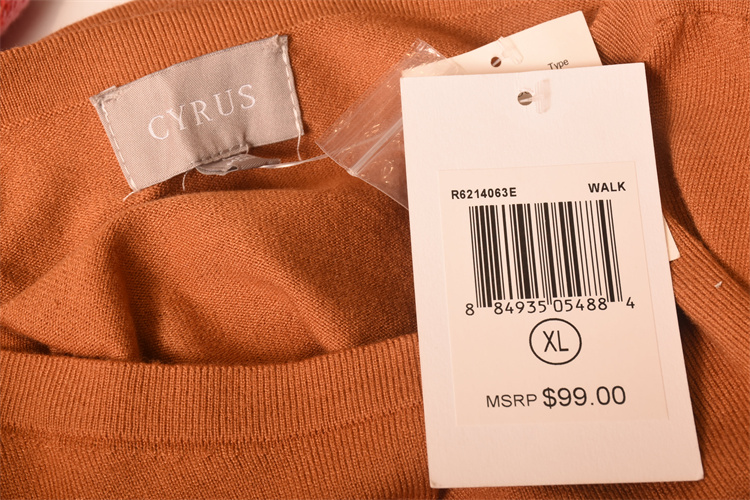 CYRUS
Type
R6214063E WALK
8 84935 05488 4
XL
MSRP $99.00